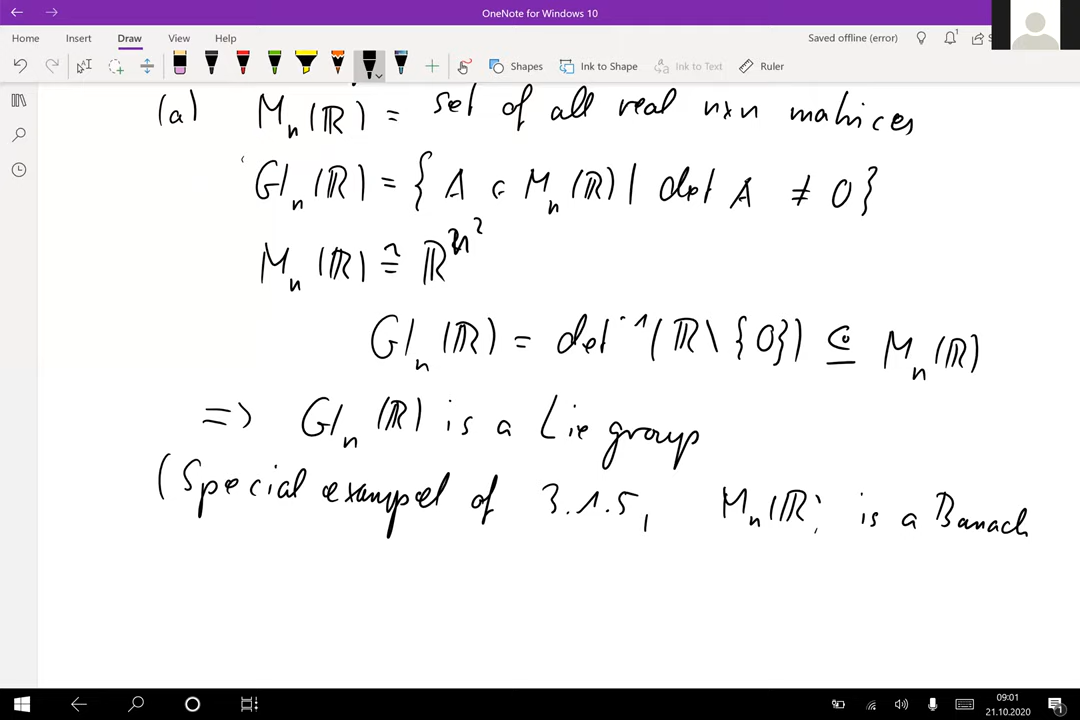 OneNote for Windows 10
Home Insert Draw View Help Saved offline (error)
Shapes Ink to Shape Ink to Text Ruler
(a) Mₙ(ℝ) = set of all real n×n matrices
Glₙ(ℝ) = { A ∈ Mₙ(ℝ) | det A ≠ 0 }
Mₙ(ℝ) ≅ ℝ^n²
Glₙ(ℝ) = det⁻¹(ℝ \ {0}) ⊆ Mₙ(ℝ)
=> Glₙ(ℝ) is a Lie group
(Special exampel of 3.1.5, Mₙ(ℝ) is a Banach
09:01
21.10.2020